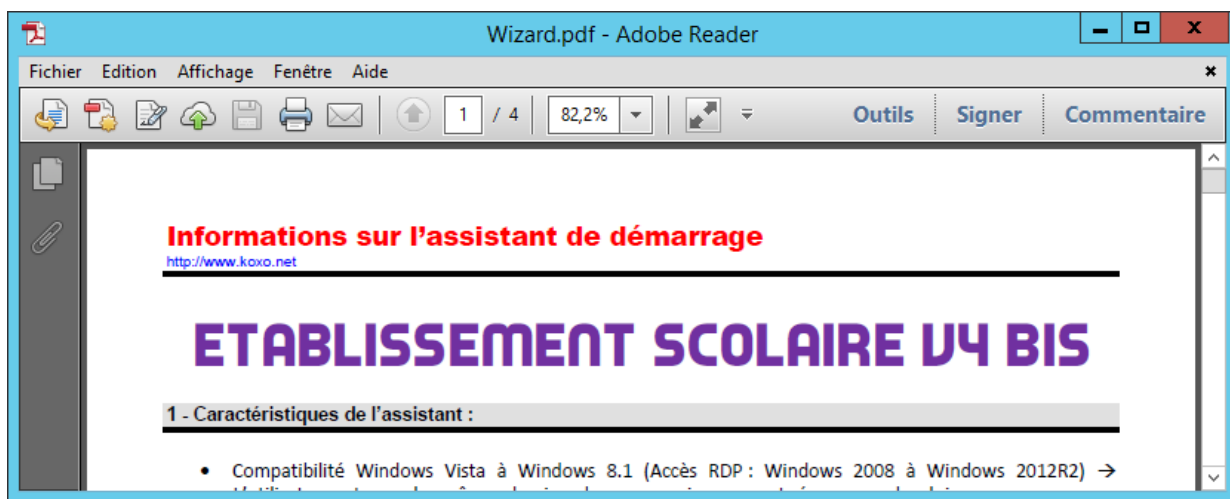 Wizard.pdf - Adobe Reader
Fichier Edition Affichage Fenêtre Aide
1 / 4 82,2% Outils Signer Commentaire
Informations sur l'assistant de démarrage
http://www.koxo.net
ETABLISSEMENT SCOLAIRE V4 BIS
1 - Caractéristiques de l'assistant :
• Compatibilité Windows Vista à Windows 8.1 (Accès RDP : Windows 2008 à Windows 2012R2) →